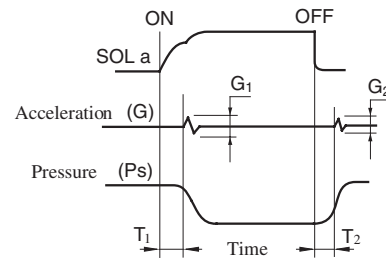 ON OFF
SOL a
G1 G2
Acceleration (G)
Pressure (Ps)
T1 Time T2